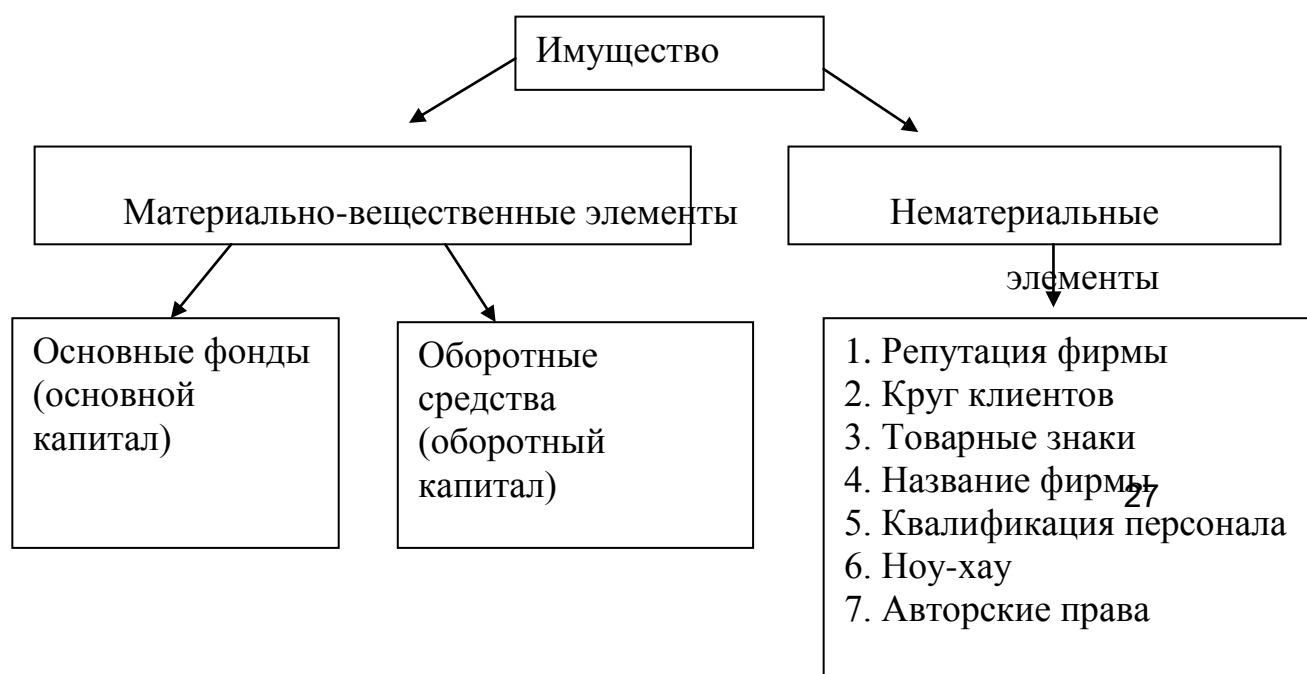 Имущество
Материально-вещественные элементы
Нематериальные
элементы
Основные фонды
(основной
капитал)
Оборотные
средства
(оборотный
капитал)
1. Репутация фирмы
2. Круг клиентов
3. Товарные знаки
4. Название фирмы
27
5. Квалификация персонала
6. Ноу-хау
7. Авторские права